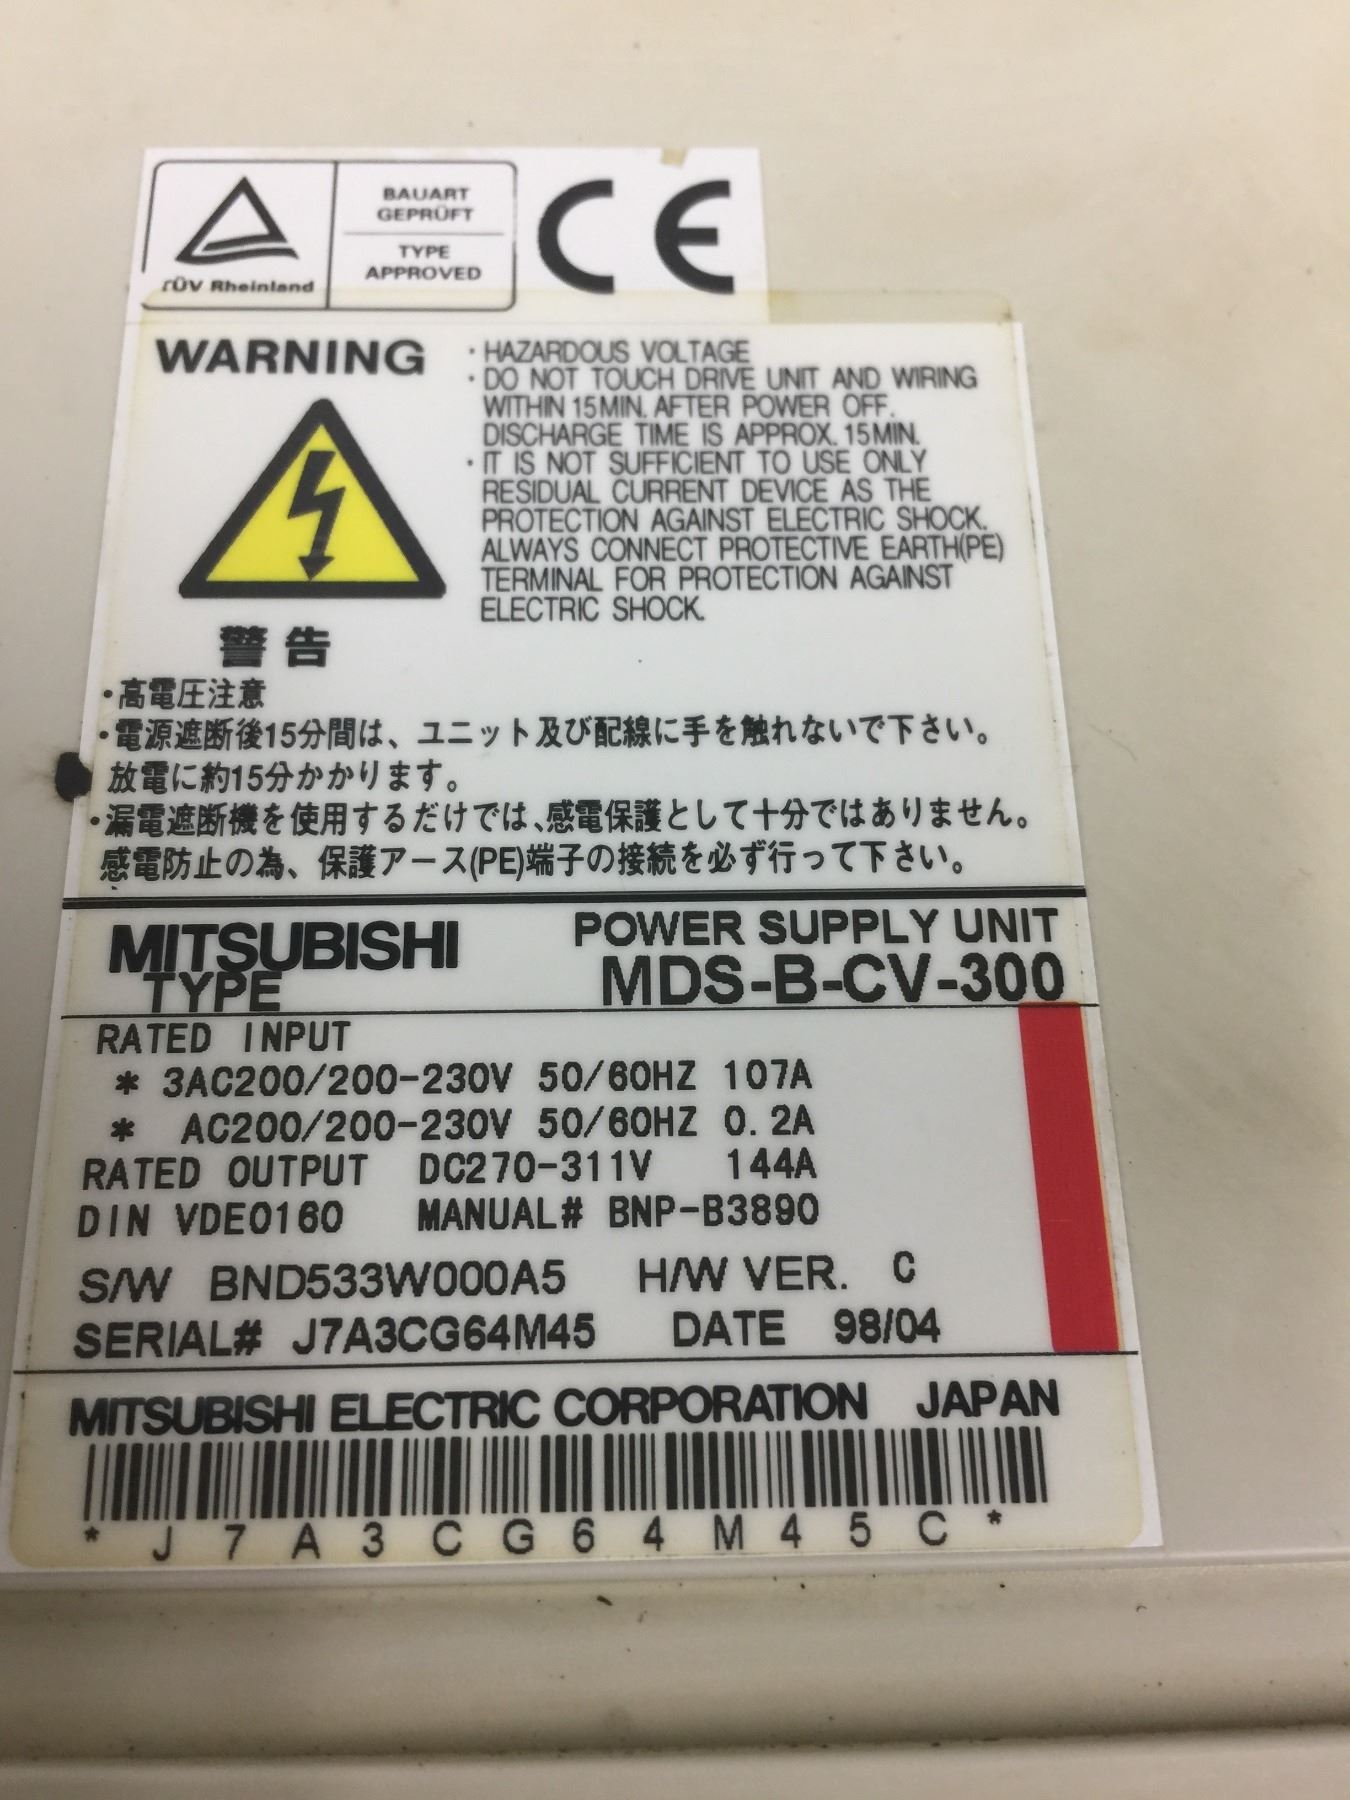 BAUART
GEPRÜFT
TYPE
APPROVED
TÜV Rheinland
CE
WARNING
· HAZARDOUS VOLTAGE
· DO NOT TOUCH DRIVE UNIT AND WIRING
WITHIN 15MIN. AFTER POWER OFF.
DISCHARGE TIME IS APPROX. 15MIN.
· IT IS NOT SUFFICIENT TO USE ONLY
RESIDUAL CURRENT DEVICE AS THE
PROTECTION AGAINST ELECTRIC SHOCK.
ALWAYS CONNECT PROTECTIVE EARTH(PE)
TERMINAL FOR PROTECTION AGAINST
ELECTRIC SHOCK.
警告
・高電圧注意
・電源遮断後15分間は、ユニット及び配線に手を触れないで下さい。
放電に約15分かかります。
・漏電遮断機を使用するだけでは、感電保護として十分ではありません。
感電防止の為、保護アース(PE)端子の接続を必ず行って下さい。
MITSUBISHI POWER SUPPLY UNIT
TYPE MDS-B-CV-300
RATED INPUT
* 3AC200/200-230V 50/60HZ 107A
* AC200/200-230V 50/60HZ 0.2A
RATED OUTPUT DC270-311V 144A
DIN VDE0160 MANUAL# BNP-B3890
S/W BND533W000A5 H/W VER. C
SERIAL# J7A3CG64M45 DATE 98/04
MITSUBISHI ELECTRIC CORPORATION JAPAN
* J 7 A 3 C G 6 4 M 4 5 C *